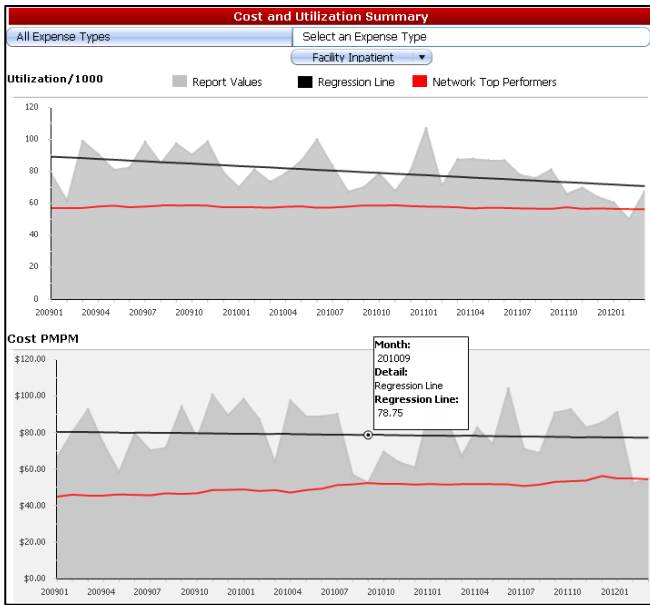 Cost and Utilization Summary
All Expense Types
Select an Expense Type
Facility Inpatient
Utilization/1000
Report Values
Regression Line
Network Top Performers
120
100
80
60
40
20
0
200901 200904 200907 200910 201001 201004 201007 201010 201101 201104 201107 201110 201201
Cost PMPM
$120.00
$100.00
$80.00
$60.00
$40.00
$20.00
$0.00
Month:
201009
Detail:
Regression Line
Regression Line:
78.75
200901 200904 200907 200910 201001 201004 201007 201010 201101 201104 201107 201110 201201